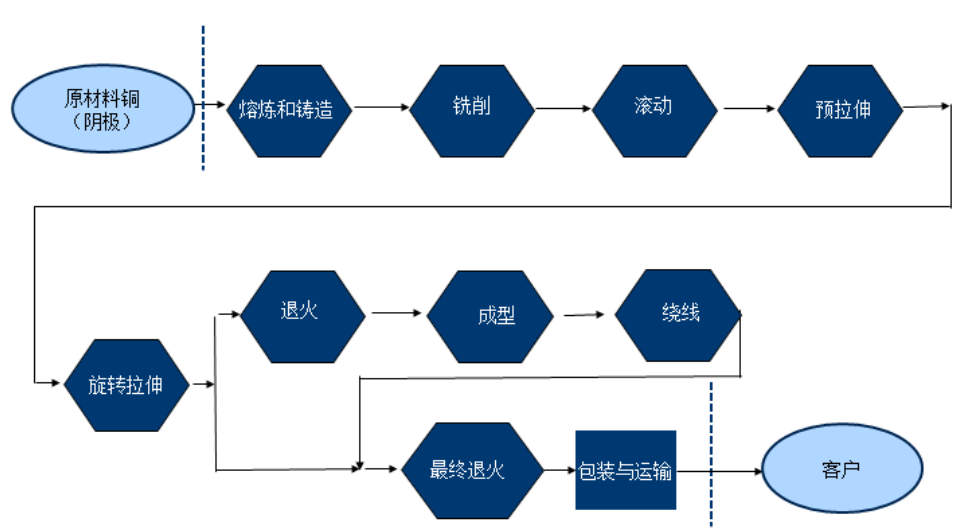 原材料铜
（阴极）
熔炼和铸造
铣削
滚动
预拉伸
退火
成型
绕线
旋转拉伸
最终退火
包装与运输
客户